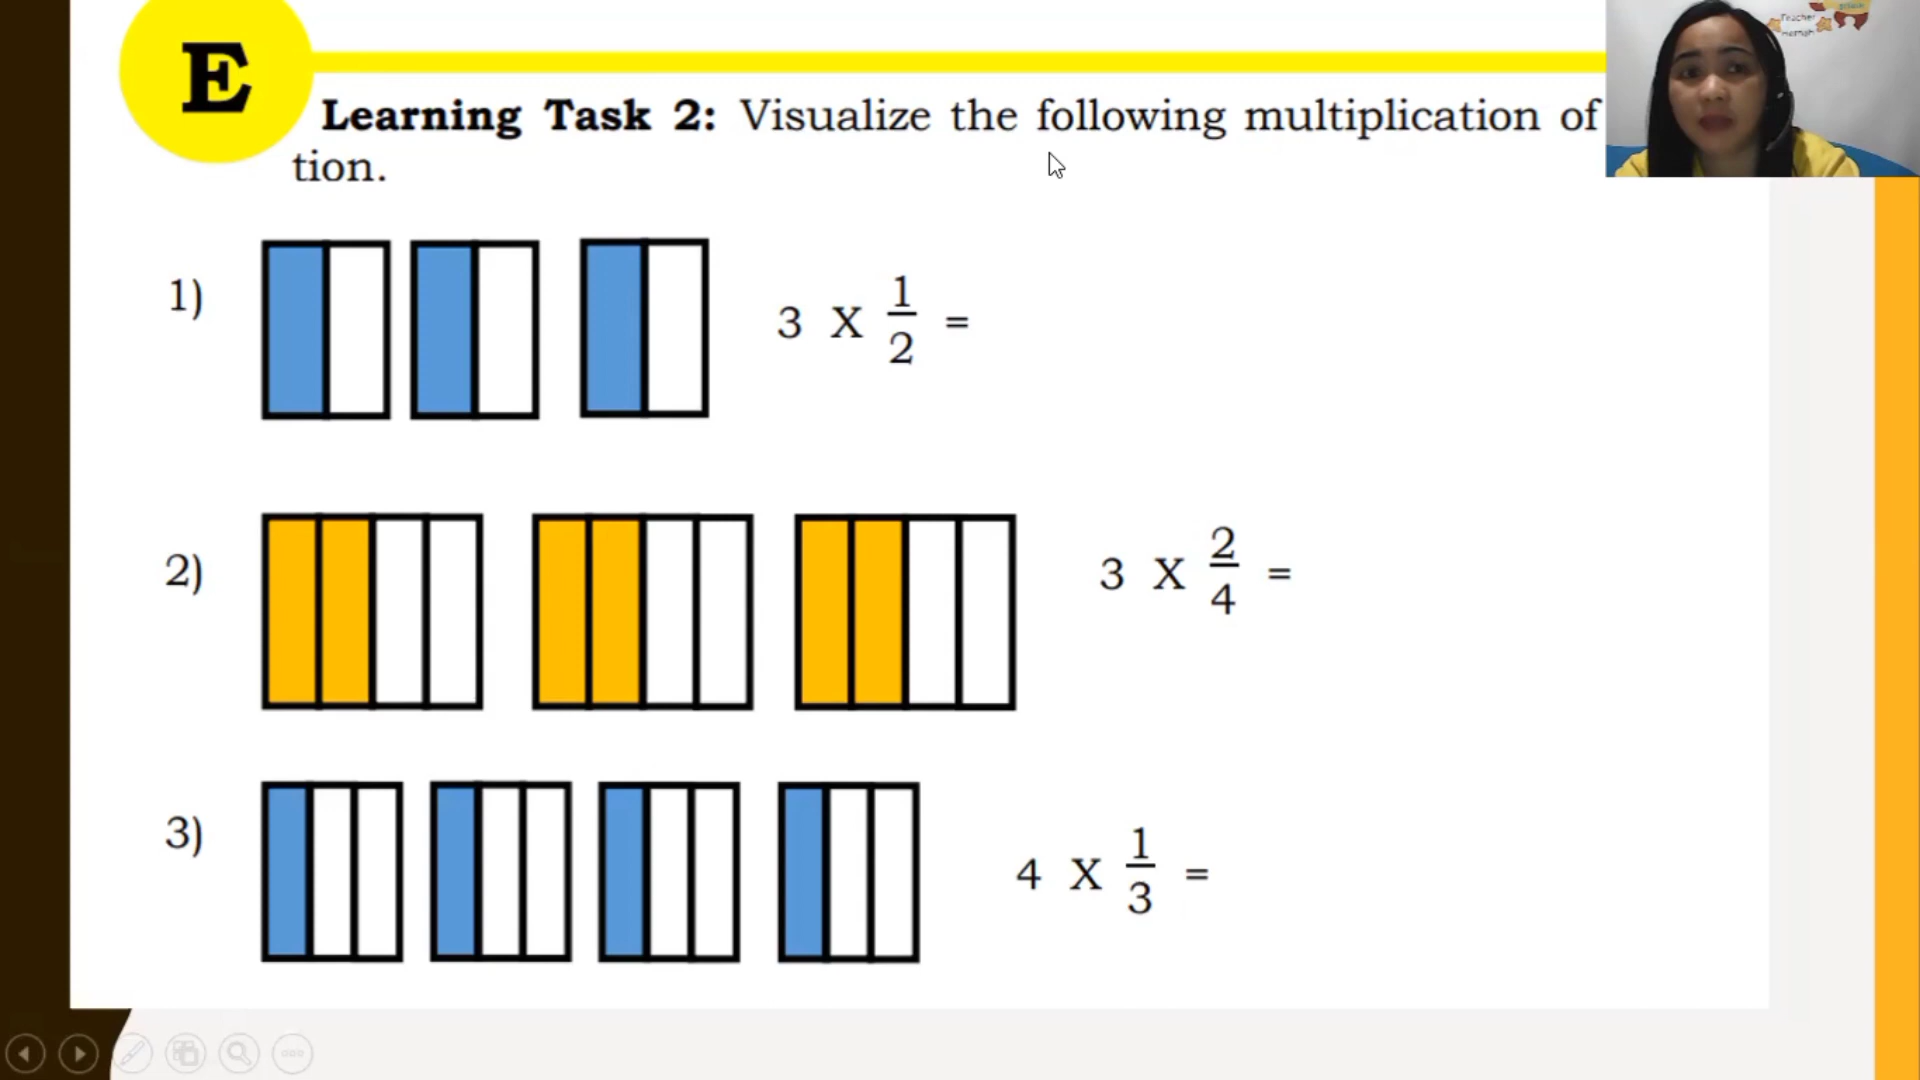 E
Learning Task 2: Visualize the following multiplication of
tion.
1)
3 X 1/2 =
2)
3 X 2/4 =
3)
4 X 1/3 =
Teacher